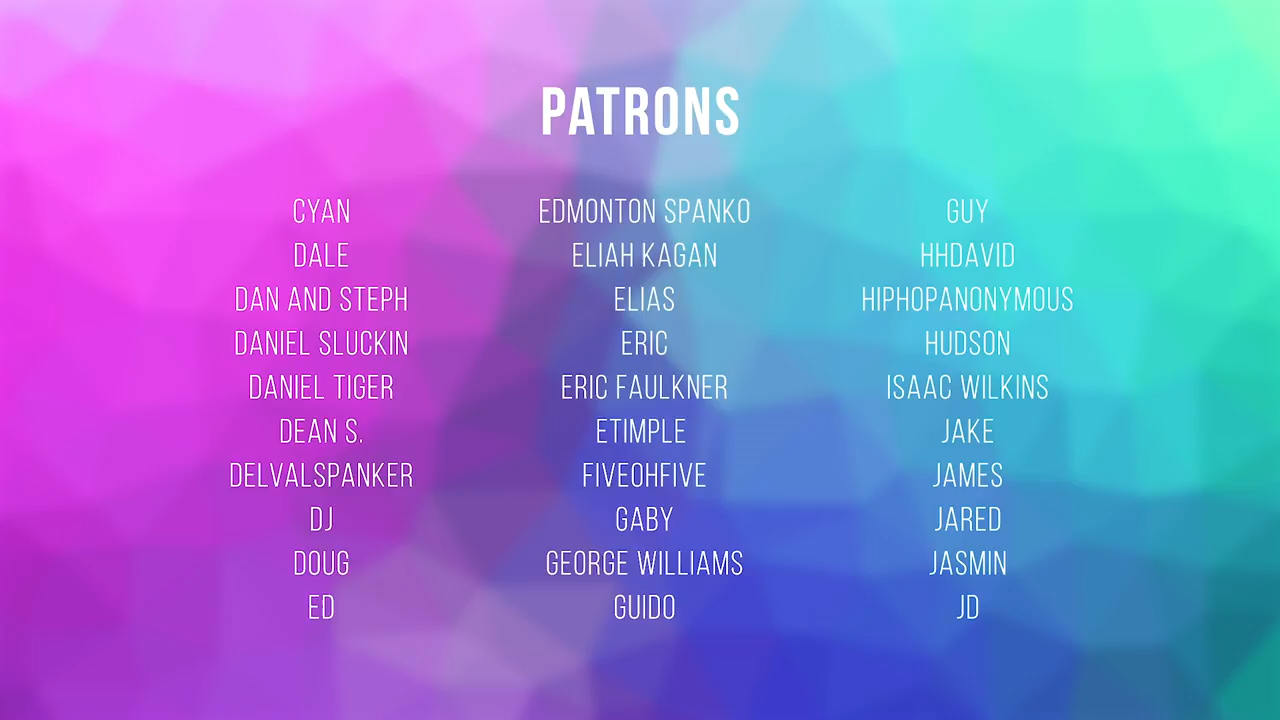 PATRONS
CYAN
DALE
DAN AND STEPH
DANIEL SLUCKIN
DANIEL TIGER
DEAN S.
DELVALSPANKER
DJ
DOUG
ED
EDMONTON SPANKO
ELIAH KAGAN
ELIAS
ERIC
ERIC FAULKNER
ETIMPLE
FIVEOHFIVE
GABY
GEORGE WILLIAMS
GUIDO
GUY
HHDAVID
HIPHOPANONYMOUS
HUDSON
ISAAC WILKINS
JAKE
JAMES
JARED
JASMIN
JD